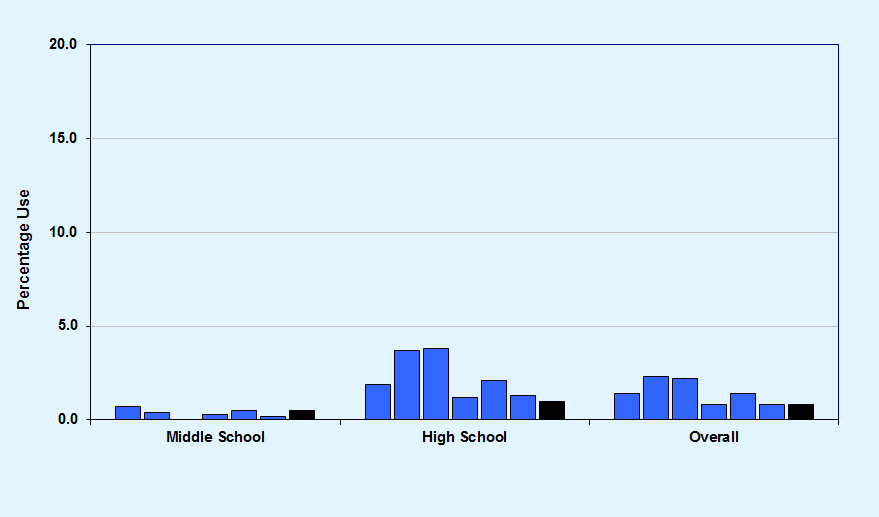 20.0
15.0
10.0
5.0
0.0
Percentage Use
Middle School
High School
Overall